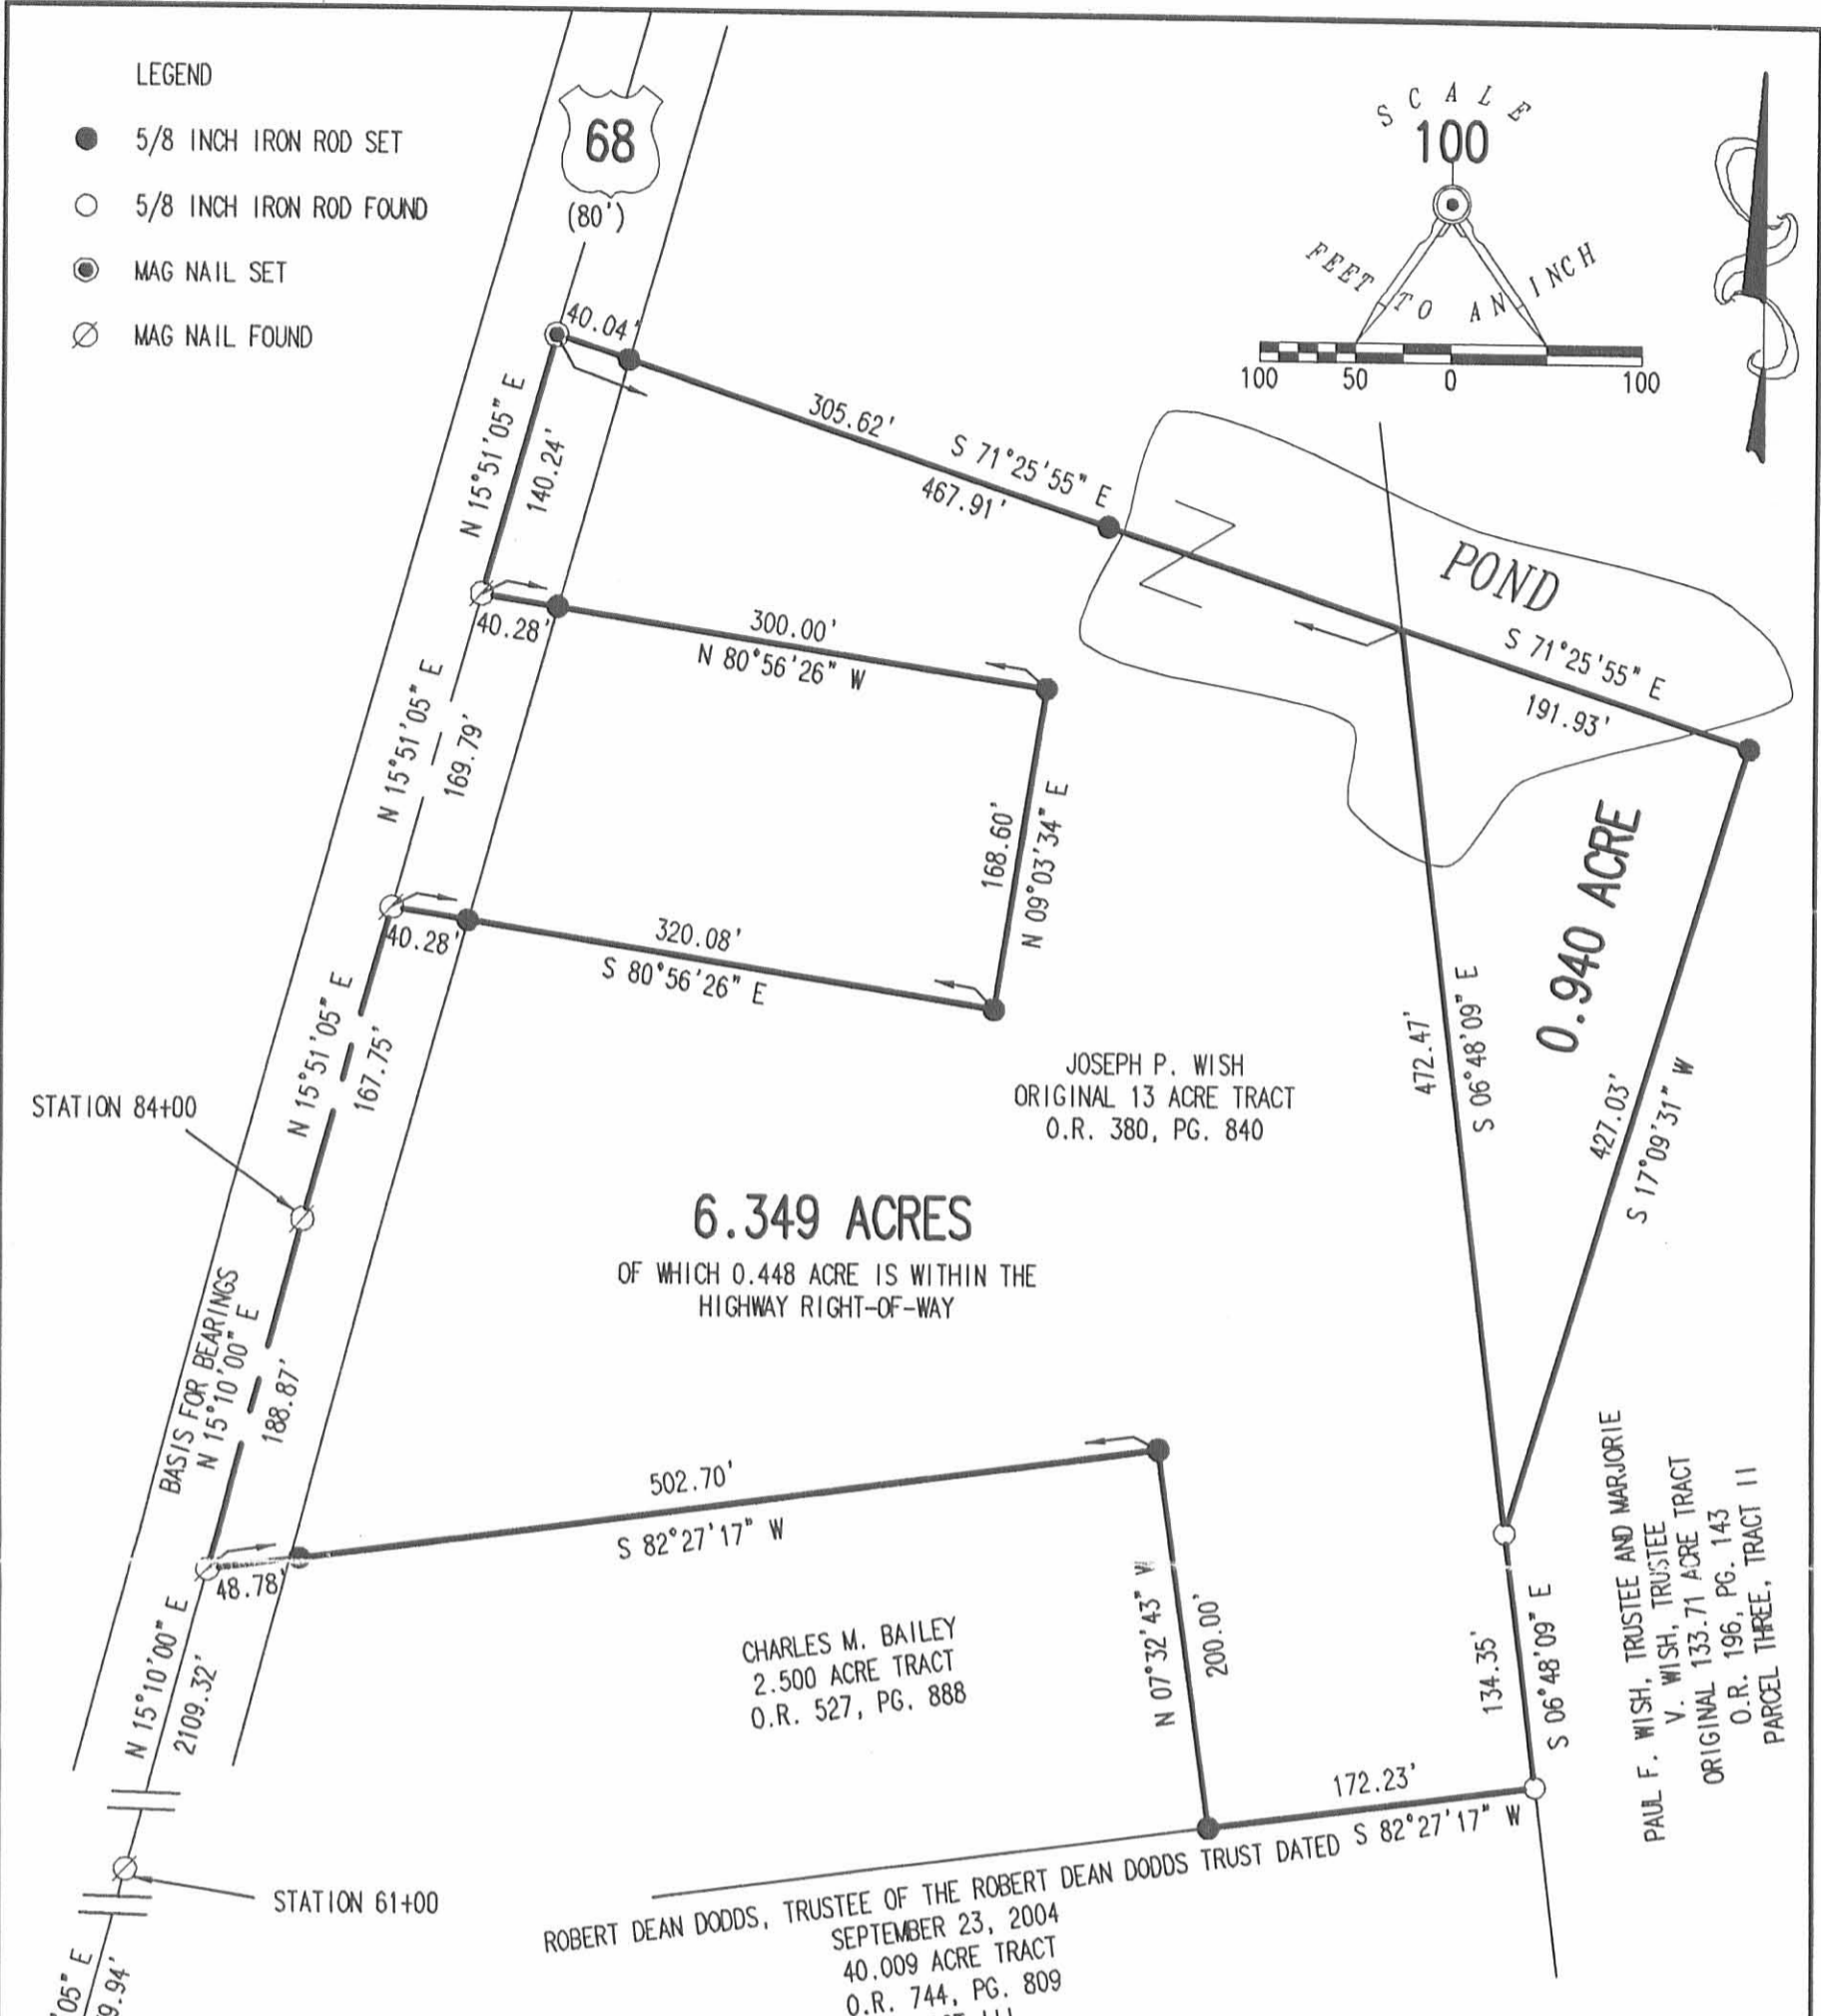 LEGEND
5/8 INCH IRON ROD SET
5/8 INCH IRON ROD FOUND
MAG NAIL SET
MAG NAIL FOUND
68
(80')
SCALE
100
FEET TO AN INCH
100 50 0 100
40.04'
N 15°51'05" E
140.24'
305.62'
S 71°25'55" E
467.91'
POND
S 71°25'55" E
191.93'
40.28'
300.00'
N 80°56'26" W
N 15°51'05" E
169.79'
168.60'
N 09°03'34" E
40.28'
320.08'
S 80°56'26" E
0.940 ACRE
472.47'
S 06°48'09" E
427.03'
S 17°09'31" W
N 15°51'05" E
167.75'
STATION 84+00
JOSEPH P. WISH
ORIGINAL 13 ACRE TRACT
O.R. 380, PG. 840
6.349 ACRES
OF WHICH 0.448 ACRE IS WITHIN THE
HIGHWAY RIGHT-OF-WAY
BASIS FOR BEARINGS
N 15°10'00" E
188.87'
502.70'
S 82°27'17" W
48.78'
N 15°10'00" E
2109.32'
CHARLES M. BAILEY
2.500 ACRE TRACT
O.R. 527, PG. 888
N 07°32'43" W
200.00'
134.35'
S 06°48'09" E
PAUL F. WISH, TRUSTEE AND MARJORIE
V. WISH, TRUSTEE
ORIGINAL 133.71 ACRE TRACT
O.R. 196, PG. 143
PARCEL THREE, TRACT II
172.23'
S 82°27'17" W
STATION 61+00
ROBERT DEAN DODDS, TRUSTEE OF THE ROBERT DEAN DODDS TRUST DATED
SEPTEMBER 23, 2004
40.009 ACRE TRACT
O.R. 744, PG. 809
05" E
9.94'